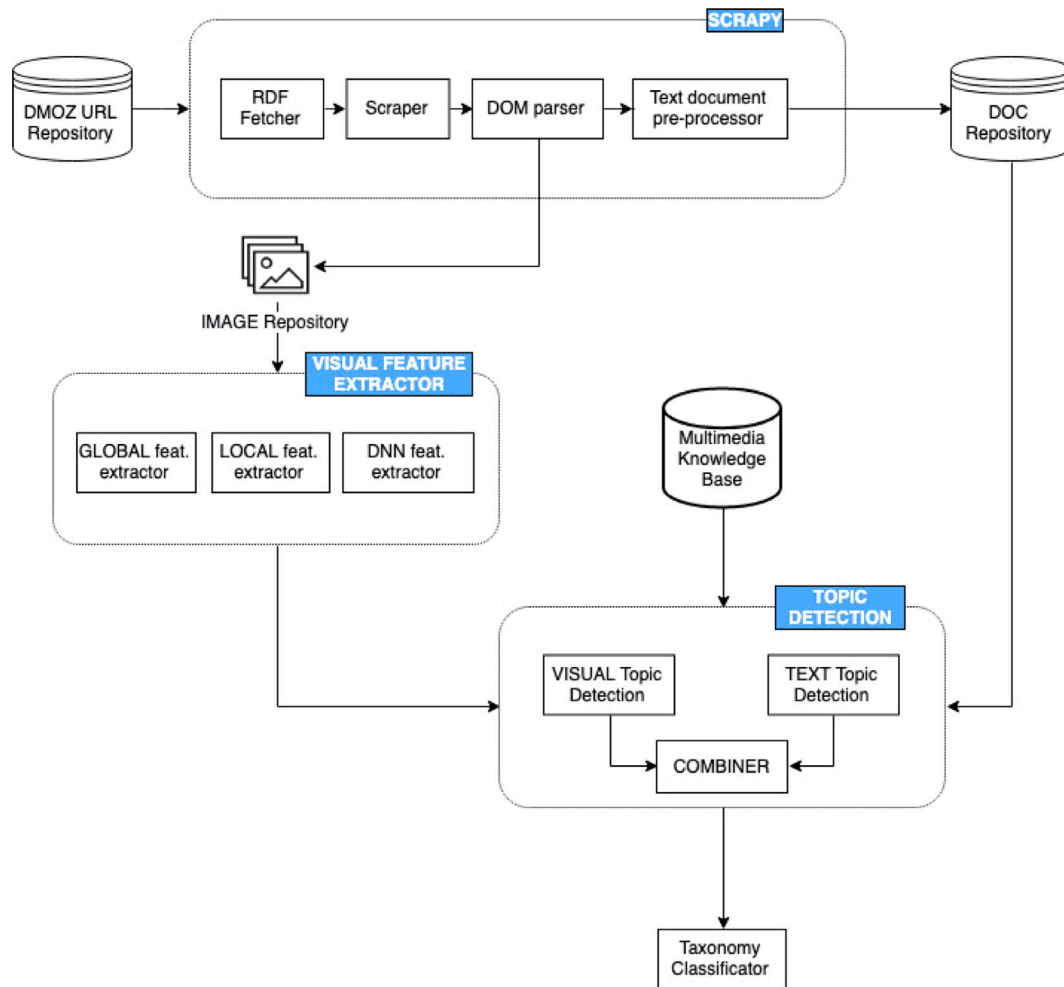 SCRAPY
DMOZ URL
Repository
RDF
Fetcher
Scraper
DOM parser
Text document
pre-processor
DOC
Repository
IMAGE Repository
VISUAL FEATURE
EXTRACTOR
GLOBAL feat.
extractor
LOCAL feat.
extractor
DNN feat.
extractor
Multimedia
Knowledge
Base
TOPIC
DETECTION
VISUAL Topic
Detection
TEXT Topic
Detection
COMBINER
Taxonomy
Classificator